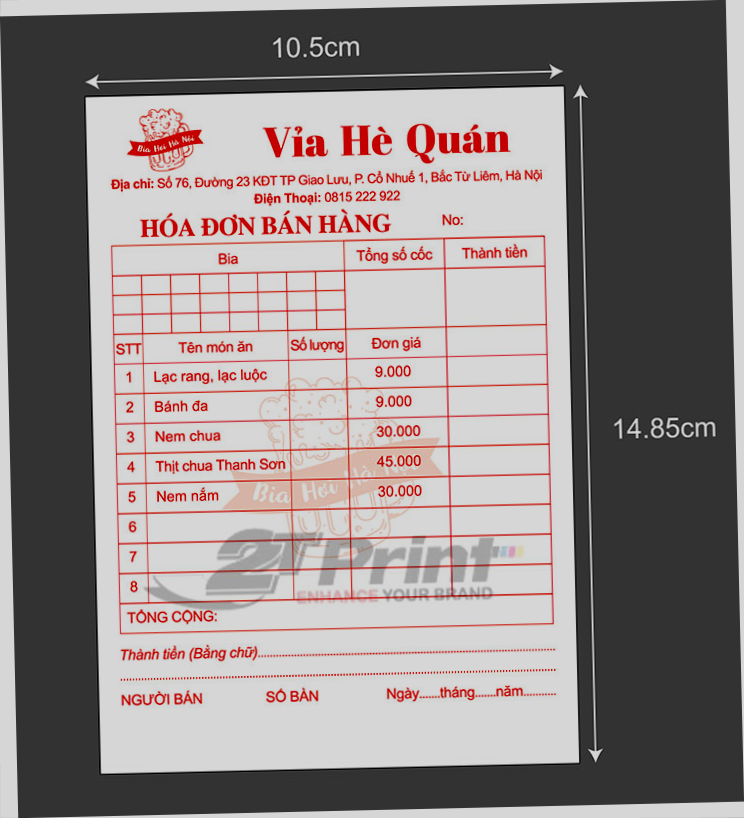 10.5cm
Bia Hơi Hà Nội
Vỉa Hè Quán
Địa chỉ: Số 76, Đường 23 KĐT TP Giao Lưu, P. Cổ Nhuế 1, Bắc Từ Liêm, Hà Nội
Điện Thoại: 0815 222 922
HÓA ĐƠN BÁN HÀNG No:
Bia Tổng số cốc Thành tiền
STT Tên món ăn Số lượng Đơn giá
1 Lạc rang, lạc luộc 9.000
2 Bánh đa 9.000
3 Nem chua 30.000
4 Thịt chua Thanh Sơn 45.000
5 Nem nắm 30.000
Bia Hơi Hà Nội
6
7
8
2T Print
ENHANCE YOUR BRAND
TỔNG CỘNG:
Thành tiền (Bằng chữ)
NGƯỜI BÁN SỐ BÀN Ngày......tháng......năm..........
14.85cm